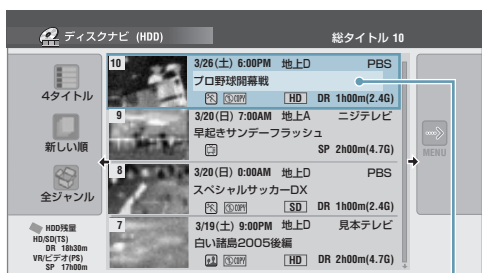 ディスクナビ (HDD) 総タイトル 10
4タイトル
新しい順
全ジャンル
HDD残量
HD/SD(TS)
DR 18h30m
VR/ビデオ(PS)
SP 17h00m
10 3/26(土) 6:00PM 地上D PBS
プロ野球開幕戦
COPY HD DR 1h00m(2.4G)
9 3/20(日) 7:00AM 地上A ニジテレビ
早起きサンデーフラッシュ
SP 2h00m(4.7G)
8 3/20(日) 0:00AM 地上D PBS
スペシャルサッカーDX
COPY SD DR 1h00m(2.4G)
7 3/19(土) 9:00PM 地上D 見本テレビ
白い諸島2005後編
COPY HD DR 2h00m(4.7G)
MENU